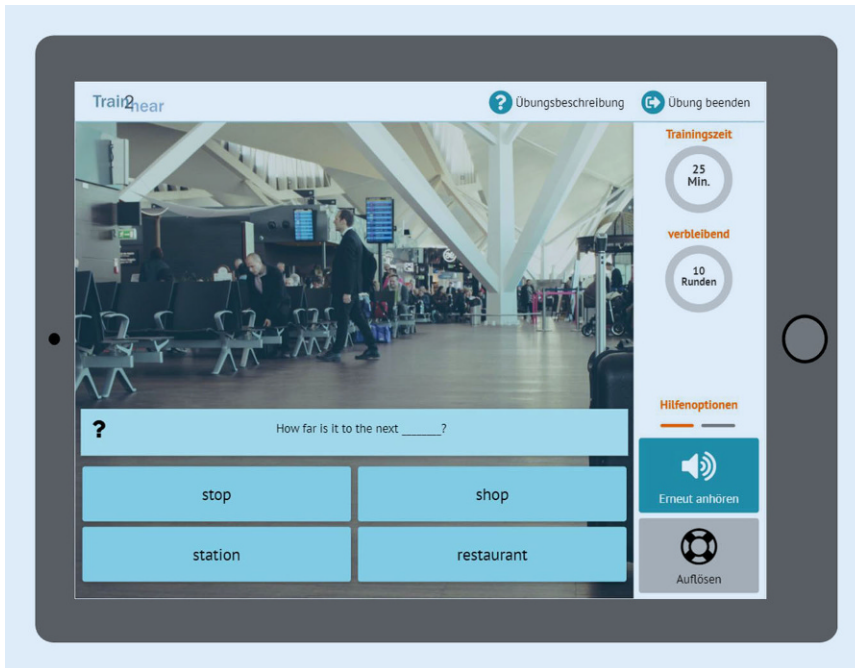 Train2hear
Übungsbeschreibung
Übung beenden
Trainingszeit
25
Min.
verbleibend
10
Runden
Hilfenoptionen
? How far is it to the next ______?
stop
shop
station
restaurant
Erneut anhören
Auflösen